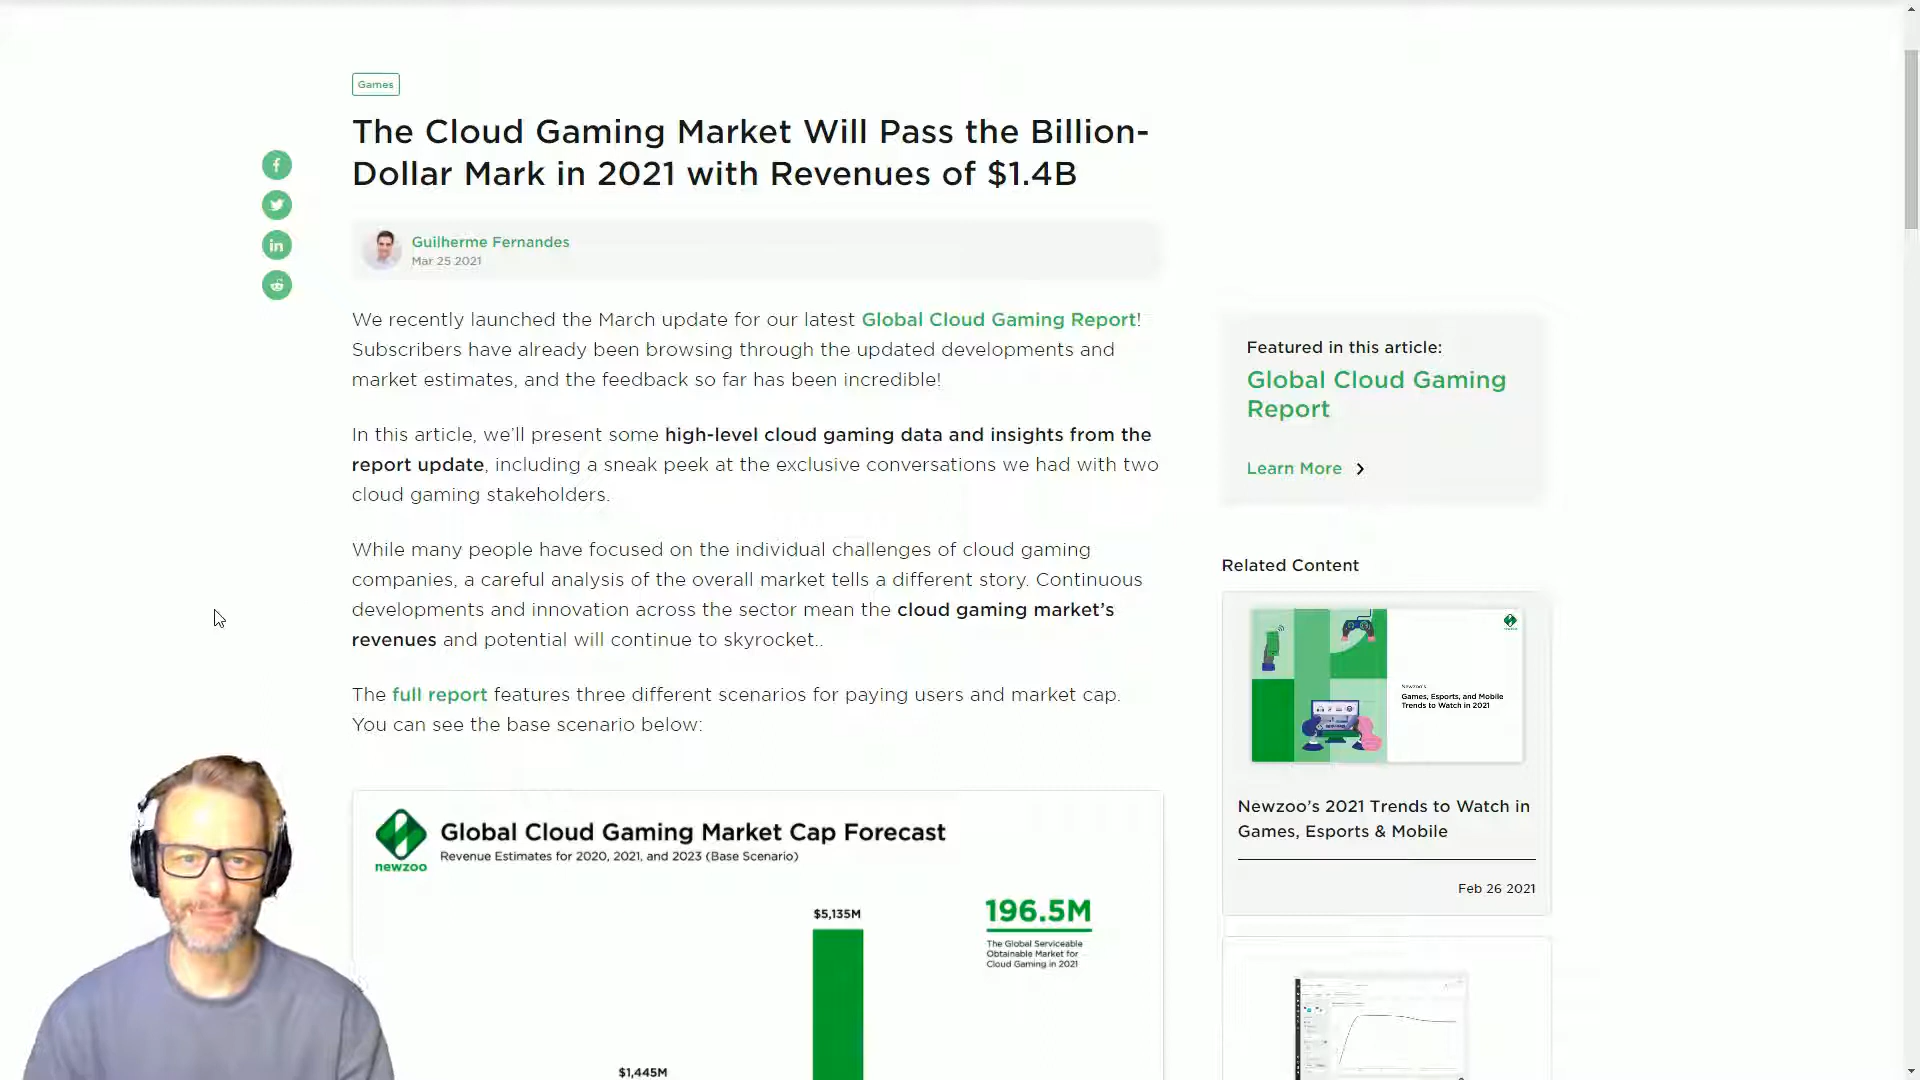 Games
The Cloud Gaming Market Will Pass the Billion-
Dollar Mark in 2021 with Revenues of $1.4B
Guilherme Fernandes
Mar 25 2021
We recently launched the March update for our latest Global Cloud Gaming Report!
Subscribers have already been browsing through the updated developments and
market estimates, and the feedback so far has been incredible!
In this article, we'll present some high-level cloud gaming data and insights from the
report update, including a sneak peek at the exclusive conversations we had with two
cloud gaming stakeholders.
While many people have focused on the individual challenges of cloud gaming
companies, a careful analysis of the overall market tells a different story. Continuous
developments and innovation across the sector mean the cloud gaming market's
revenues and potential will continue to skyrocket..
The full report features three different scenarios for paying users and market cap.
You can see the base scenario below:
newzoo
Global Cloud Gaming Market Cap Forecast
Revenue Estimates for 2020, 2021, and 2023 (Base Scenario)
$5,135M
$1,445M
196.5M
The Global Serviceable
Obtainable Market for
Cloud Gaming in 2021
Featured in this article:
Global Cloud Gaming
Report
Learn More
Related Content
Newzoo's
Games, Esports, and Mobile
Trends to Watch in 2021
Newzoo's 2021 Trends to Watch in
Games, Esports & Mobile
Feb 26 2021